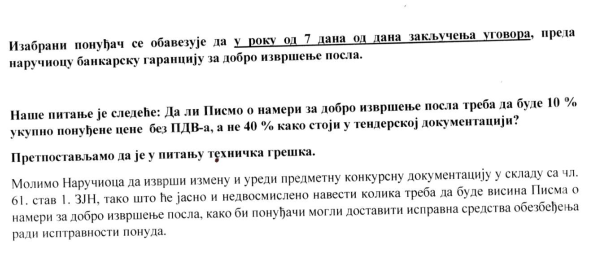 Изабрани понуђач се обавезује да у року од 7 дана од дана закључења уговора, преда
наручиоцу банкарску гаранцију за добро извршење посла.
Наше питање је следеће: Да ли Писмо о намери за добро извршење посла треба да буде 10 %
укупно понуђене цене без ПДВ-а, а не 40 % како стоји у тендерској документацији?
Претпостављамо да је у питању техничка грешка.
Молимо Наручиоца да изврши измену и уреди предметну конкурсну документацију у складу са чл.
61. став 1. ЗЈН, тако што ће јасно и недвосмислено навести колика треба да буде висина Писма о
намери за добро извршење посла, како би понуђачи могли доставити исправна средства обезбеђења
ради исптравности понуда.